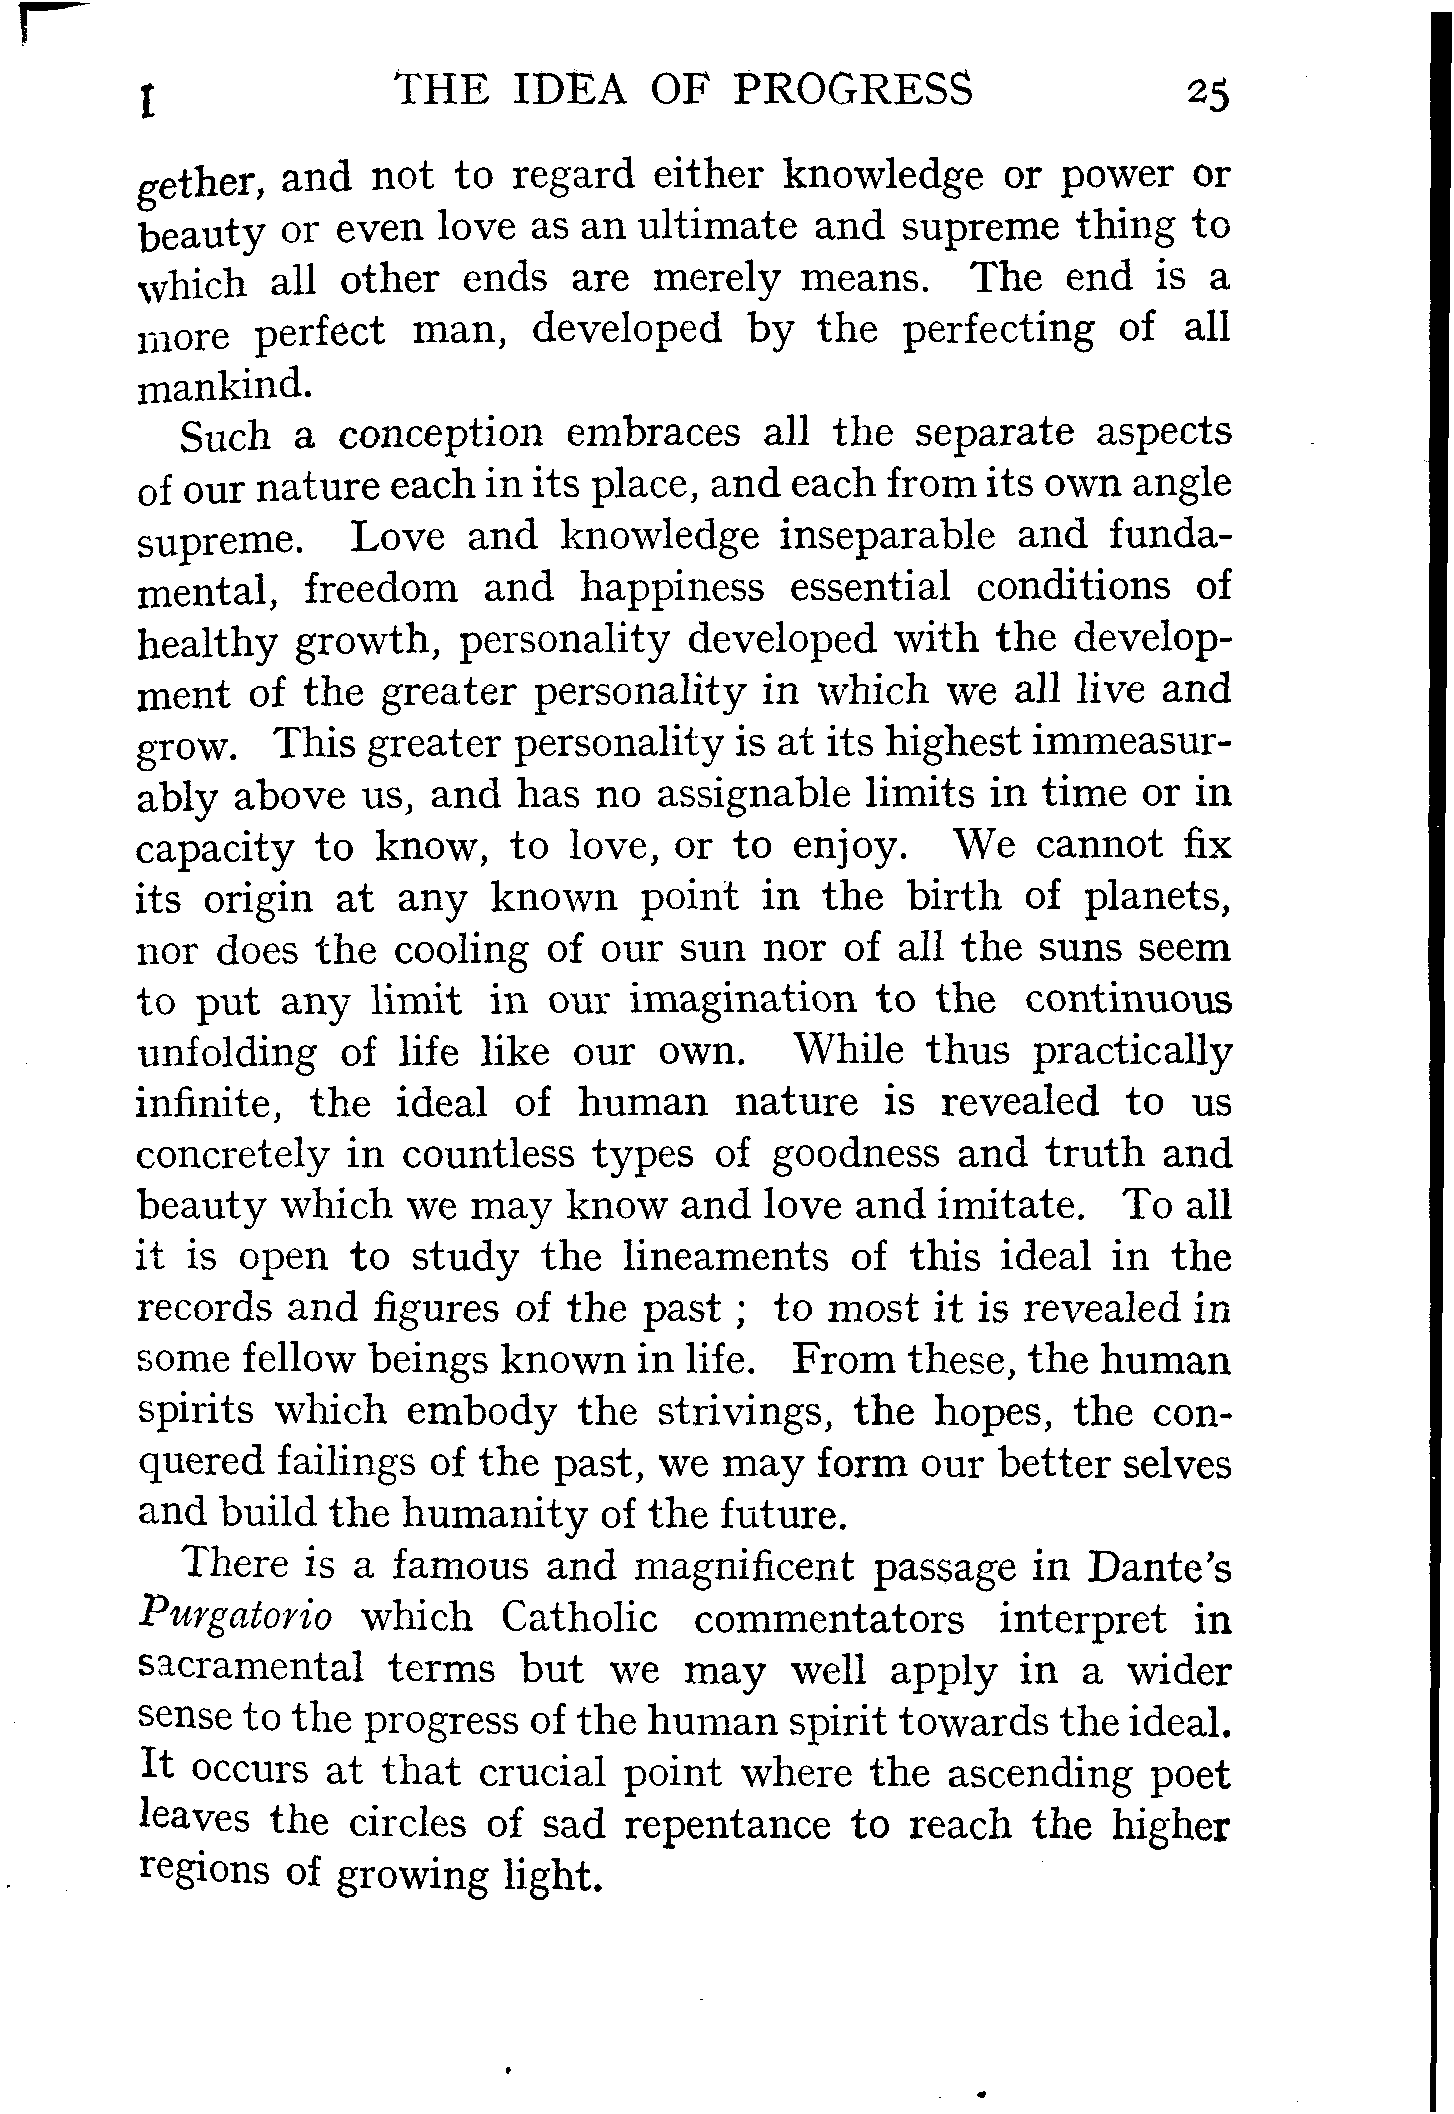 I THE IDEA OF PROGRESS 25
gether, and not to regard either knowledge or power or
beauty or even love as an ultimate and supreme thing to
which all other ends are merely means. The end is a
more perfect man, developed by the perfecting of all
mankind.
Such a conception embraces all the separate aspects
of our nature each in its place, and each from its own angle
supreme. Love and knowledge inseparable and funda-
mental, freedom and happiness essential conditions of
healthy growth, personality developed with the develop-
ment of the greater personality in which we all live and
grow. This greater personality is at its highest immeasur-
ably above us, and has no assignable limits in time or in
capacity to know, to love, or to enjoy. We cannot fix
its origin at any known point in the birth of planets,
nor does the cooling of our sun nor of all the suns seem
to put any limit in our imagination to the continuous
unfolding of life like our own. While thus practically
infinite, the ideal of human nature is revealed to us
concretely in countless types of goodness and truth and
beauty which we may know and love and imitate. To all
it is open to study the lineaments of this ideal in the
records and figures of the past ; to most it is revealed in
some fellow beings known in life. From these, the human
spirits which embody the strivings, the hopes, the con-
quered failings of the past, we may form our better selves
and build the humanity of the future.
There is a famous and magnificent passage in Dante's
Purgatorio which Catholic commentators interpret in
sacramental terms but we may well apply in a wider
sense to the progress of the human spirit towards the ideal.
It occurs at that crucial point where the ascending poet
leaves the circles of sad repentance to reach the higher
regions of growing light.